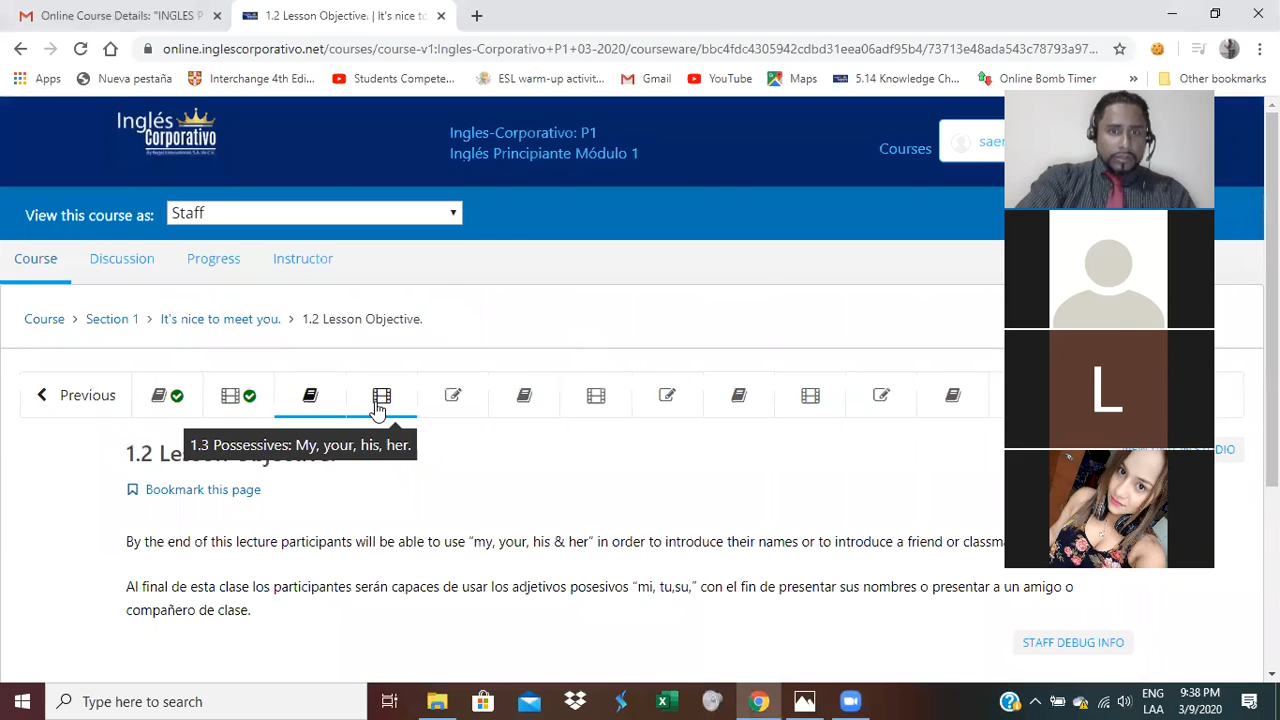 Online Course Details: "INGLES P
1.2 Lesson Objective. | It's nice to
online.inglescorporativo.net/courses/course-v1:Ingles-Corporativo+P1+03-2020/courseware/bbc4fdc4305942cdbd31eea06adf95b4/73713e48ada543c78793a97...
Apps
Nueva pestaña
Interchange 4th Edi...
Students Compete...
ESL warm-up activit...
Gmail
YouTube
Maps
5.14 Knowledge Ch...
Online Bomb Timer
»
Other bookmarks
Inglés
Corporativo
Ingles-Corporativo: P1
Inglés Principiante Módulo 1
Courses
saen
View this course as:
Staff
Course
Discussion
Progress
Instructor
Course > Section 1 > It's nice to meet you. > 1.2 Lesson Objective.
Previous
1.3 Possessives: My, your, his, her.
1.2 Lesson Objective.
Bookmark this page
By the end of this lecture participants will be able to use "my, your, his & her" in order to introduce their names or to introduce a friend or classm
Al final de esta clase los participantes serán capaces de usar los adjetivos posesivos "mi, tu,su," con el fin de presentar sus nombres o presentar a un amigo o
compañero de clase.
STAFF DEBUG INFO
L
Type here to search
ENG
LAA
9:38 PM
3/9/2020